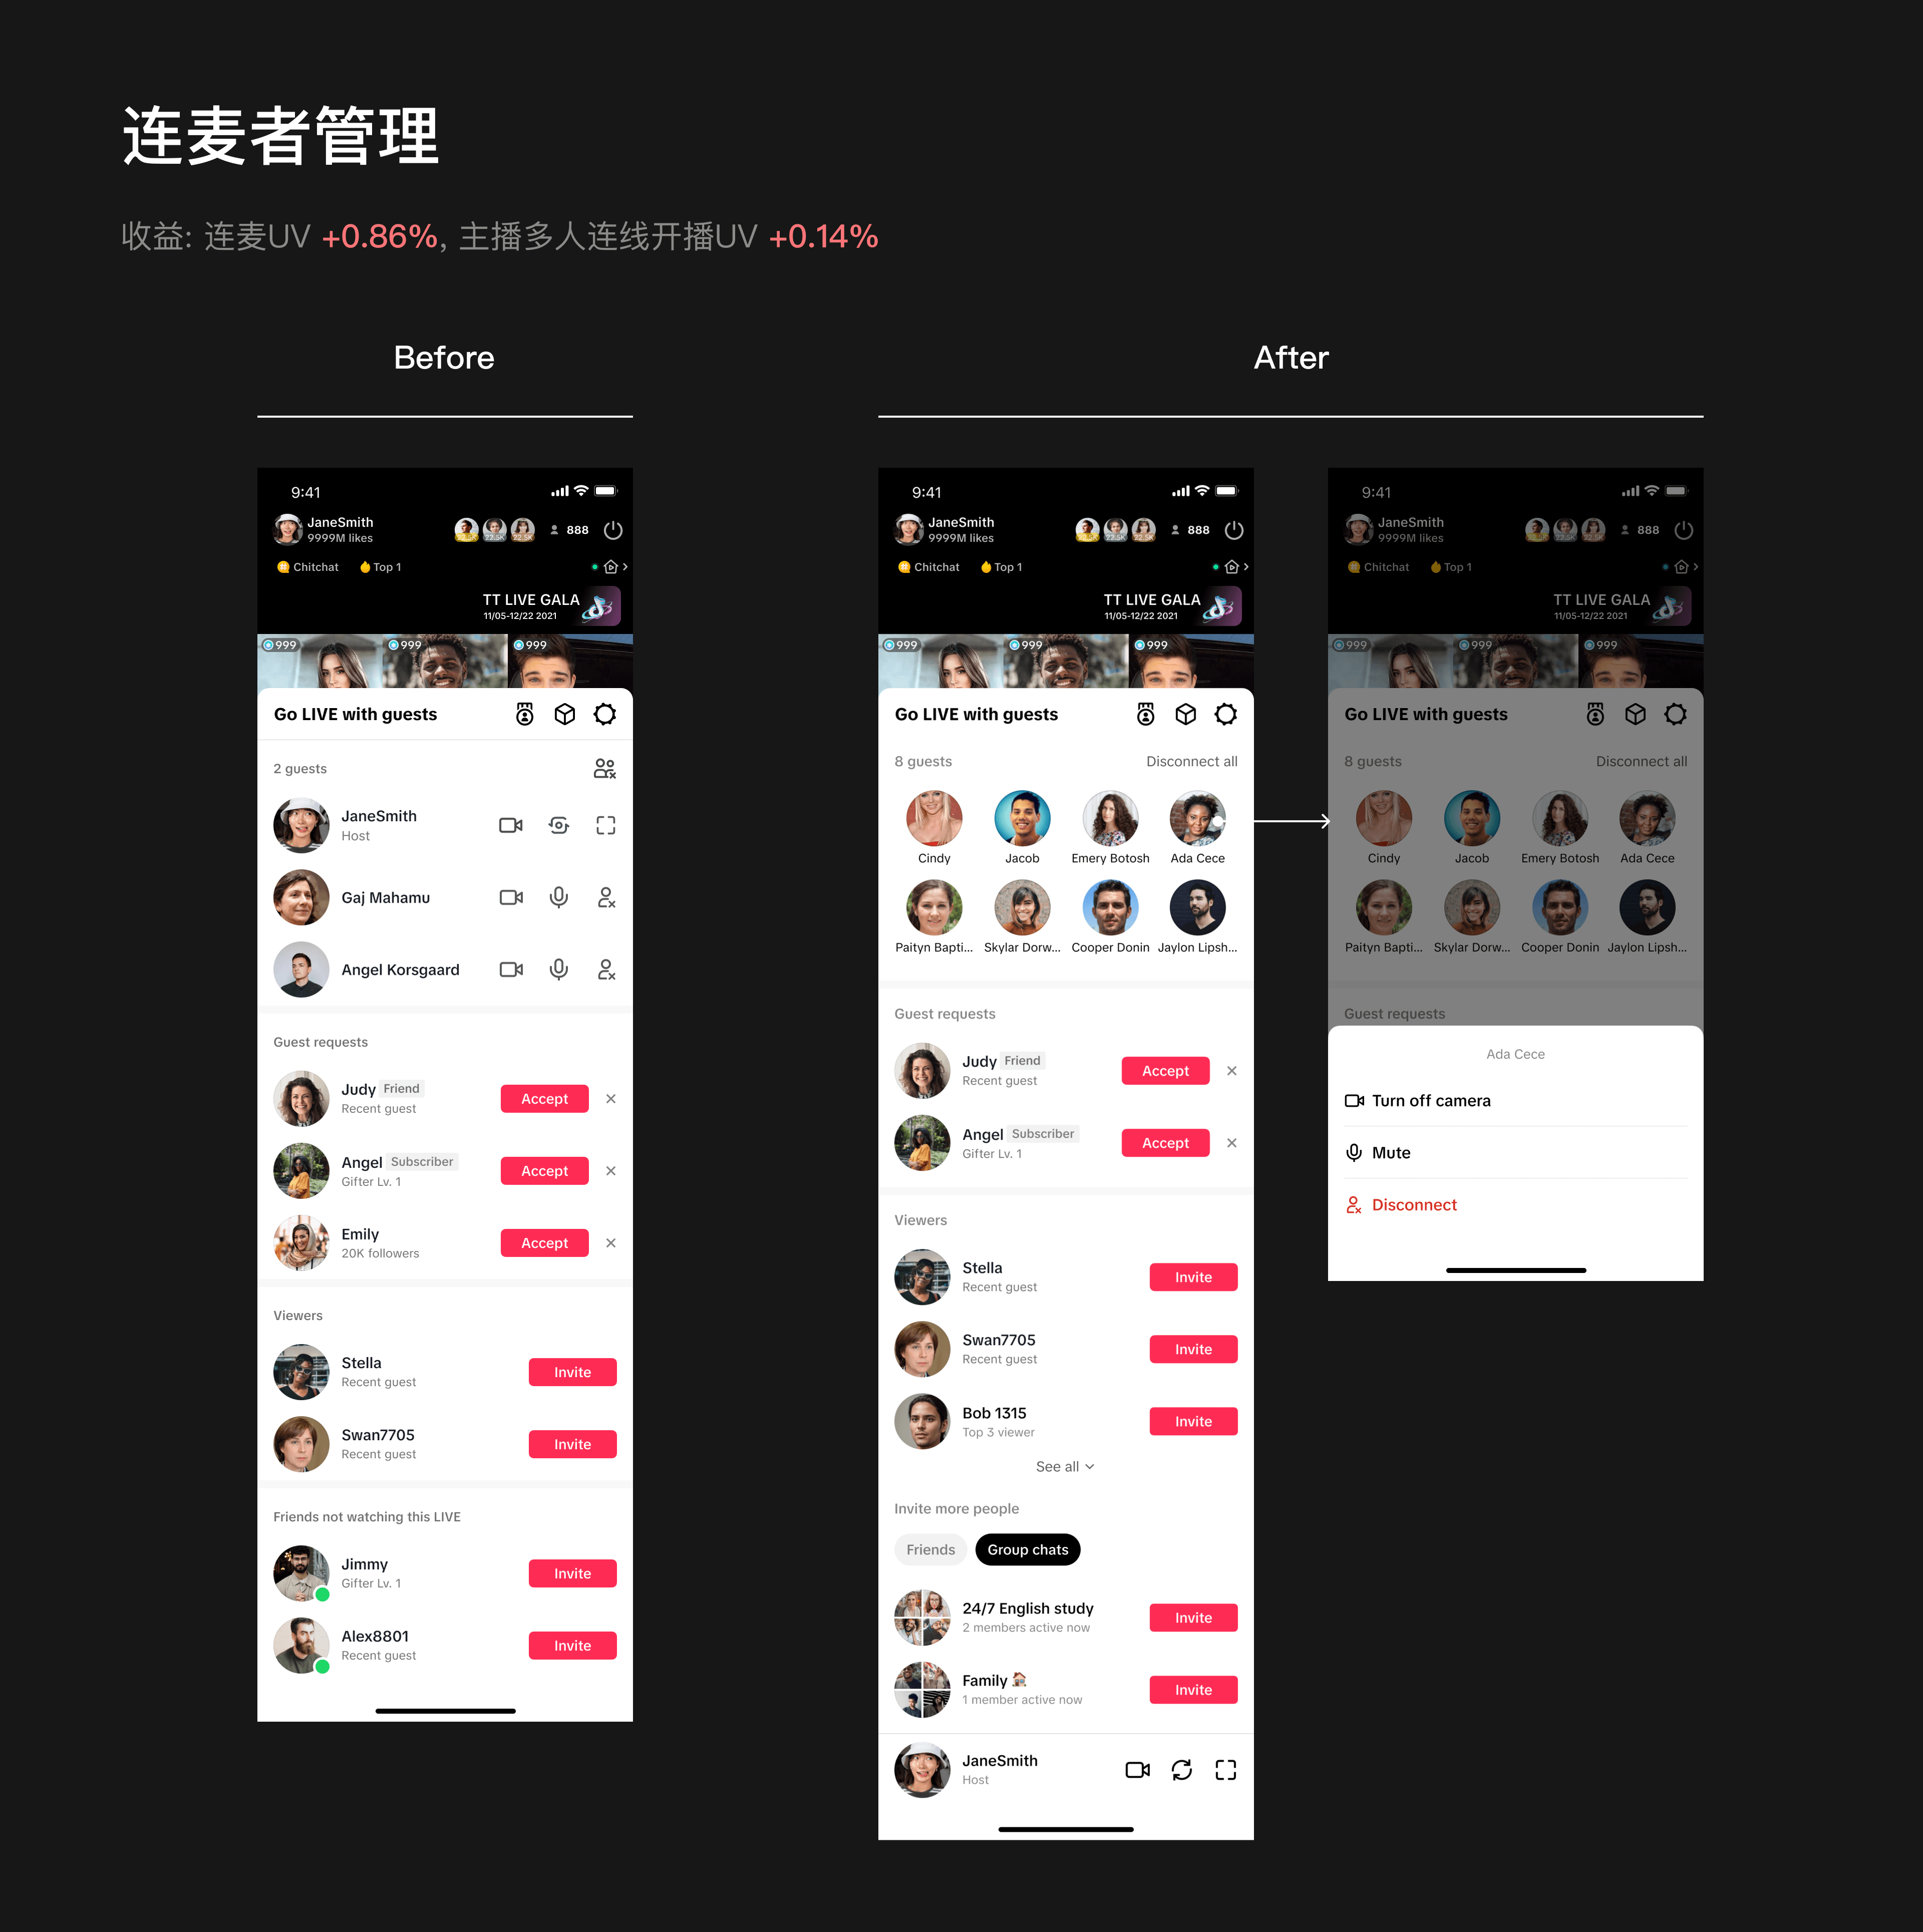 连麦者管理
收益: 连麦UV +0.86%, 主播多人连线开播UV +0.14%
Before
9:41
JaneSmith
9999M likes
22.5K
888
Chitchat
Top 1
TT LIVE GALA
11/05-12/22 2021
999
999
999
Go LIVE with guests
2 guests
JaneSmith
Host
Gaj Mahamu
Angel Korsgaard
Guest requests
Judy Friend
Recent guest
Accept
Angel Subscriber
Gifter Lv. 1
Accept
Emily
20K followers
Accept
Viewers
Stella
Recent guest
Invite
Swan7705
Recent guest
Invite
Friends not watching this LIVE
Jimmy
Gifter Lv. 1
Invite
Alex8801
Recent guest
Invite
After
9:41
JaneSmith
9999M likes
22.5K
888
Chitchat
Top 1
TT LIVE GALA
11/05-12/22 2021
999
999
999
Go LIVE with guests
8 guests
Disconnect all
Cindy
Jacob
Emery Botosh
Ada Cece
Paityn Bapti...
Skylar Dorw...
Cooper Donin
Jaylon Lipsh...
Guest requests
Judy Friend
Recent guest
Accept
Angel Subscriber
Gifter Lv. 1
Accept
Viewers
Stella
Recent guest
Invite
Swan7705
Recent guest
Invite
Bob 1315
Top 3 viewer
Invite
See all
Invite more people
Friends
Group chats
24/7 English study
2 members active now
Invite
Family
1 member active now
Invite
JaneSmith
Host
9:41
JaneSmith
9999M likes
22.5K
888
Chitchat
Top 1
TT LIVE GALA
11/05-12/22 2021
999
999
999
Go LIVE with guests
8 guests
Disconnect all
Cindy
Jacob
Emery Botosh
Ada Cece
Paityn Bapti...
Skylar Dorw...
Cooper Donin
Jaylon Lipsh...
Guest requests
Ada Cece
Turn off camera
Mute
Disconnect